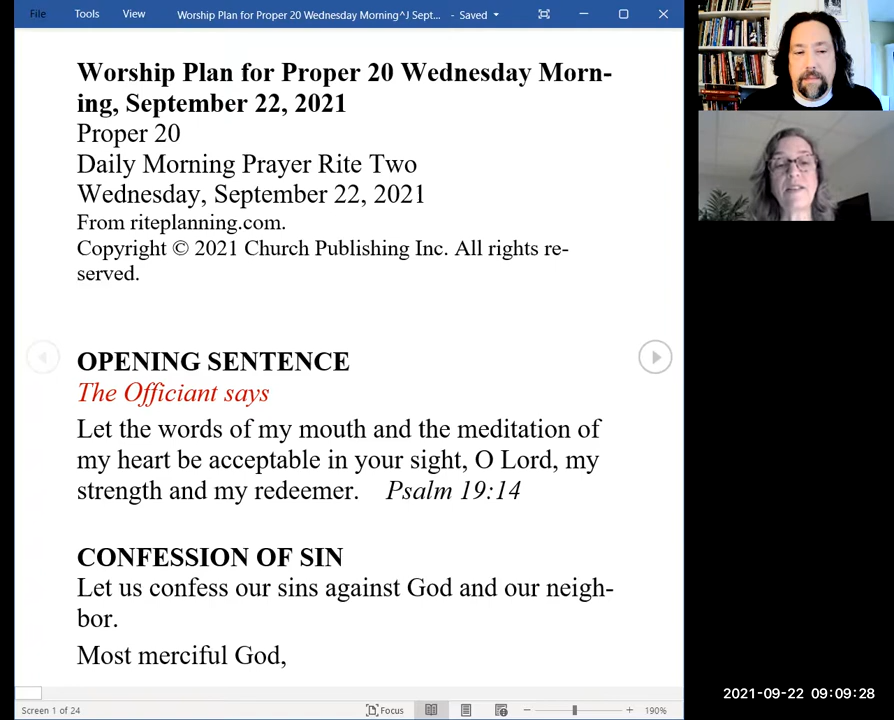 File Tools View Worship Plan for Proper 20 Wednesday Morning^J Sept... - Saved
Worship Plan for Proper 20 Wednesday Morn-
ing, September 22, 2021
Proper 20
Daily Morning Prayer Rite Two
Wednesday, September 22, 2021
From riteplanning.com.
Copyright © 2021 Church Publishing Inc. All rights re-
served.
OPENING SENTENCE
The Officiant says
Let the words of my mouth and the meditation of
my heart be acceptable in your sight, O Lord, my
strength and my redeemer. Psalm 19:14
CONFESSION OF SIN
Let us confess our sins against God and our neigh-
bor.
Most merciful God,
Screen 1 of 24 Focus 190%
2021-09-22 09:09:28